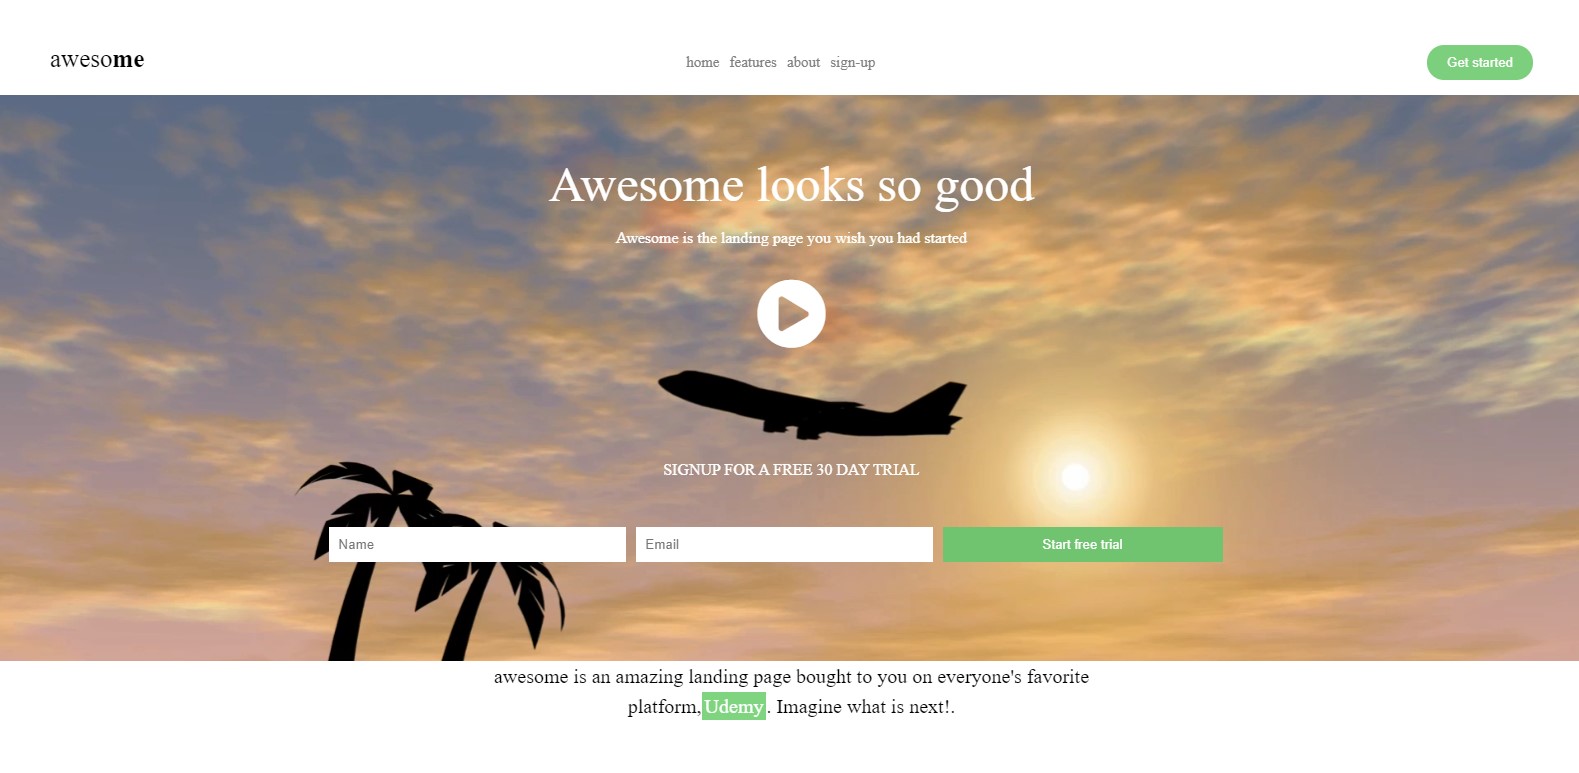 awesome
home features about sign-up
Get started
Awesome looks so good
Awesome is the landing page you wish you had started
SIGNUP FOR A FREE 30 DAY TRIAL
Name
Email
Start free trial
awesome is an amazing landing page bought to you on everyone's favorite
platform, Udemy . Imagine what is next!.